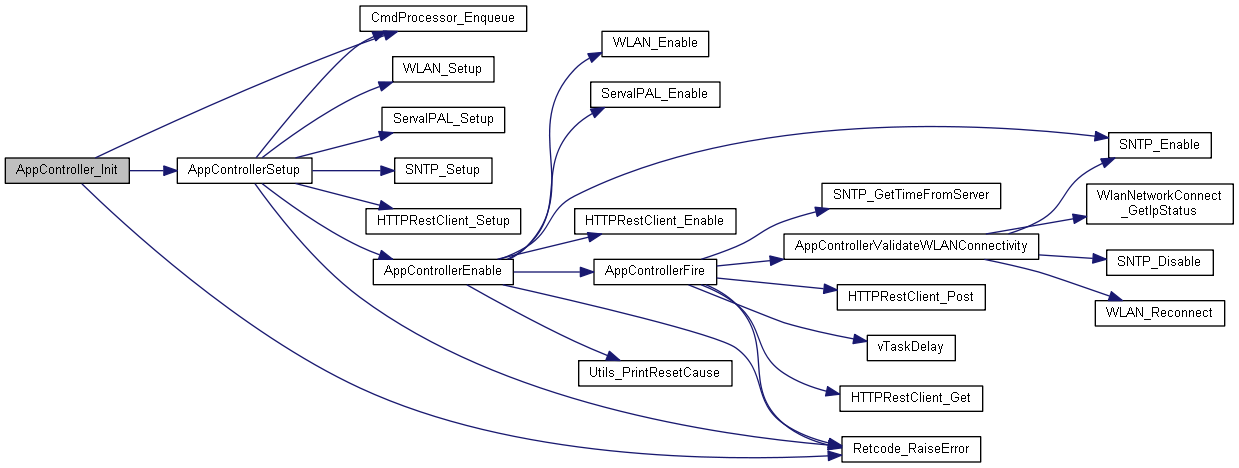 CmdProcessor_Enqueue
WLAN_Enable
WLAN_Setup
ServalPAL_Enable
ServalPAL_Setup
SNTP_Enable
AppController_Init
AppControllerSetup
SNTP_Setup
SNTP_GetTimeFromServer
WlanNetworkConnect
_GetIpStatus
HTTPRestClient_Setup
HTTPRestClient_Enable
AppControllerValidateWLANConnectivity
SNTP_Disable
AppControllerEnable
AppControllerFire
HTTPRestClient_Post
WLAN_Reconnect
vTaskDelay
Utils_PrintResetCause
HTTPRestClient_Get
Retcode_RaiseError